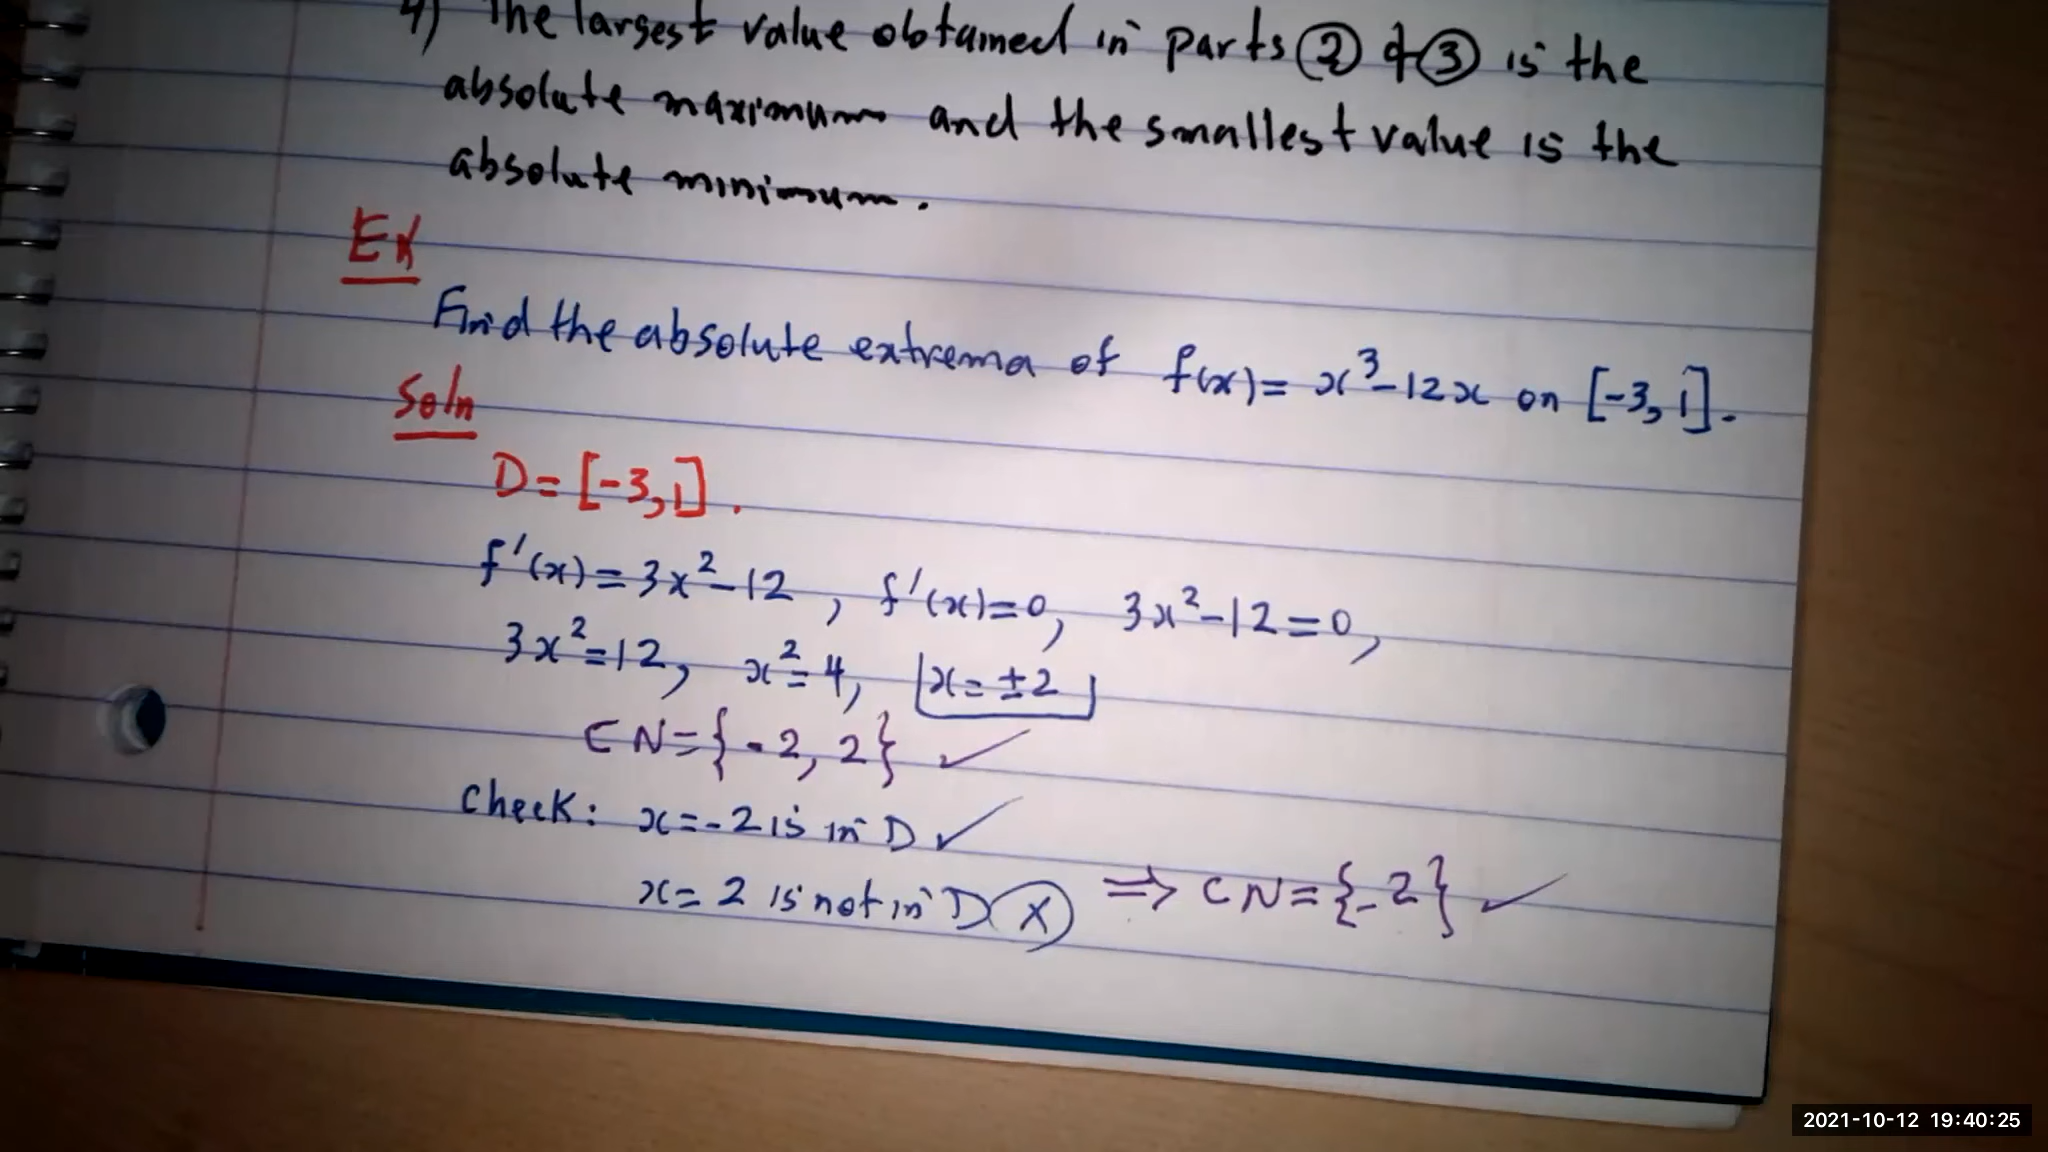 4) The largest value obtained in parts ② & ③ is the
absolute maximum and the smallest value is the
absolute minimum.
Ex
Find the absolute extrema of f(x)= x³-12x on [-3, 1].
Soln
D= [-3, 1].
f'(x)=3x²-12, f'(x)=0, 3x²-12=0,
3x²=12, x²=4, x=±2
CN={-2, 2} ✓
Check: x=-2 is in D ✓
x=2 is not in D (X) ⇒ CN={-2} ✓
2021-10-12 19:40:25